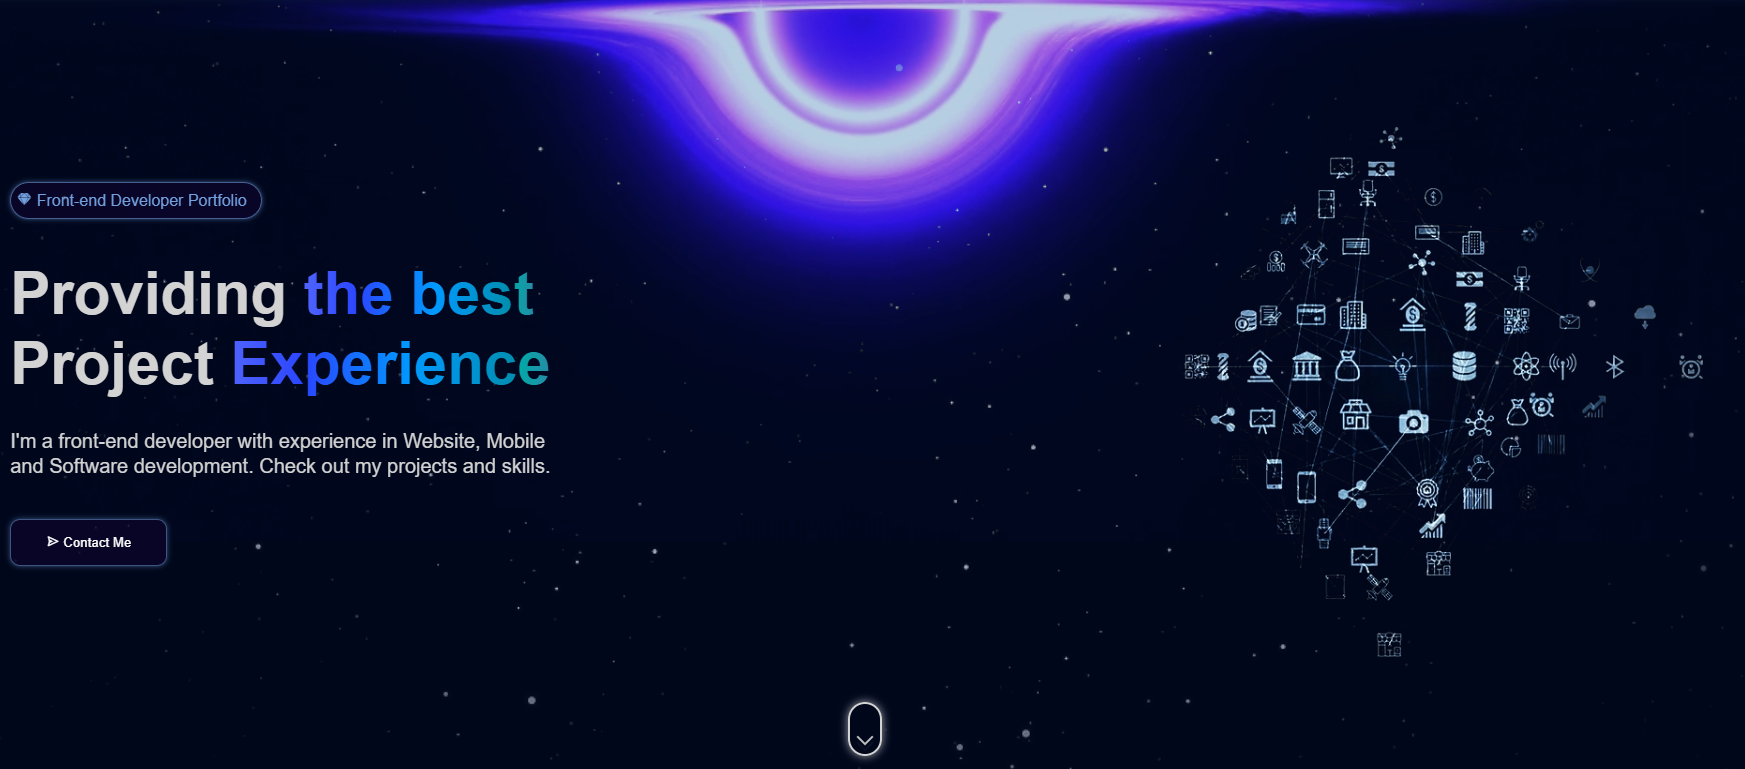 Front-end Developer Portfolio
Providing the best
Project Experience
I'm a front-end developer with experience in Website, Mobile
and Software development. Check out my projects and skills.
Contact Me